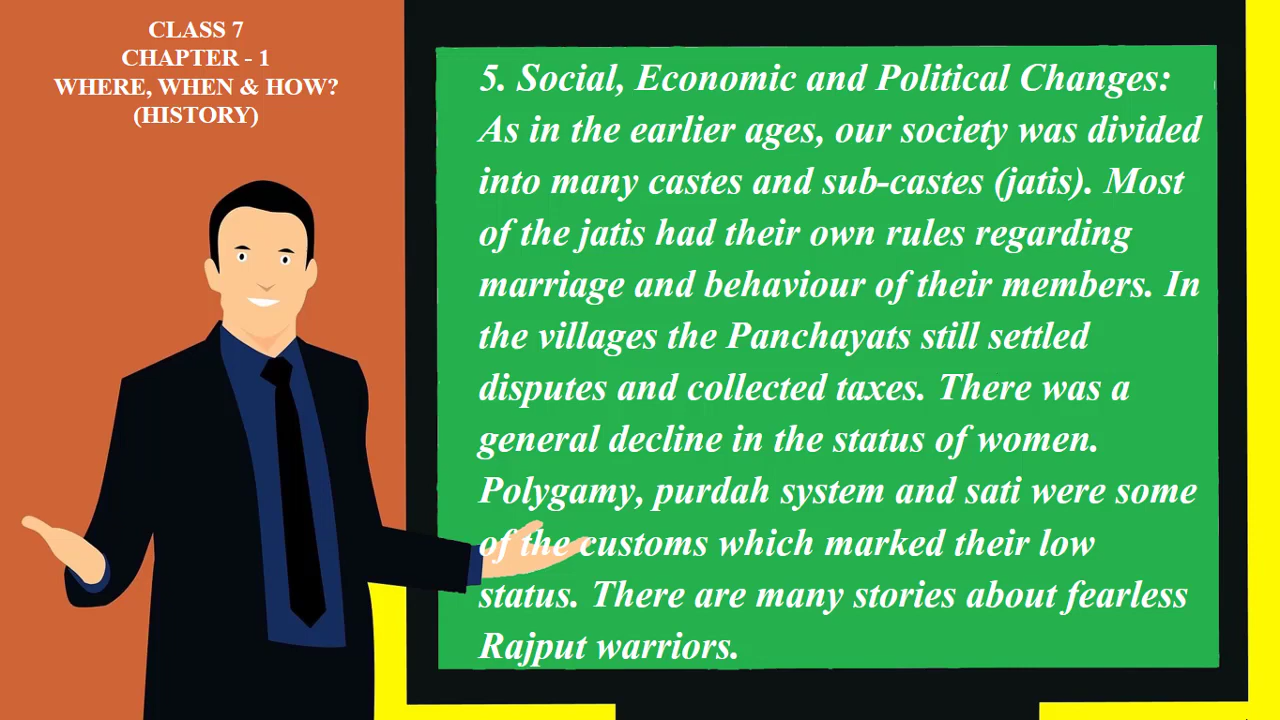 CLASS 7
CHAPTER - 1
WHERE, WHEN & HOW?
(HISTORY)
5. Social, Economic and Political Changes:
As in the earlier ages, our society was divided
into many castes and sub-castes (jatis). Most
of the jatis had their own rules regarding
marriage and behaviour of their members. In
the villages the Panchayats still settled
disputes and collected taxes. There was a
general decline in the status of women.
Polygamy, purdah system and sati were some
of the customs which marked their low
status. There are many stories about fearless
Rajput warriors.